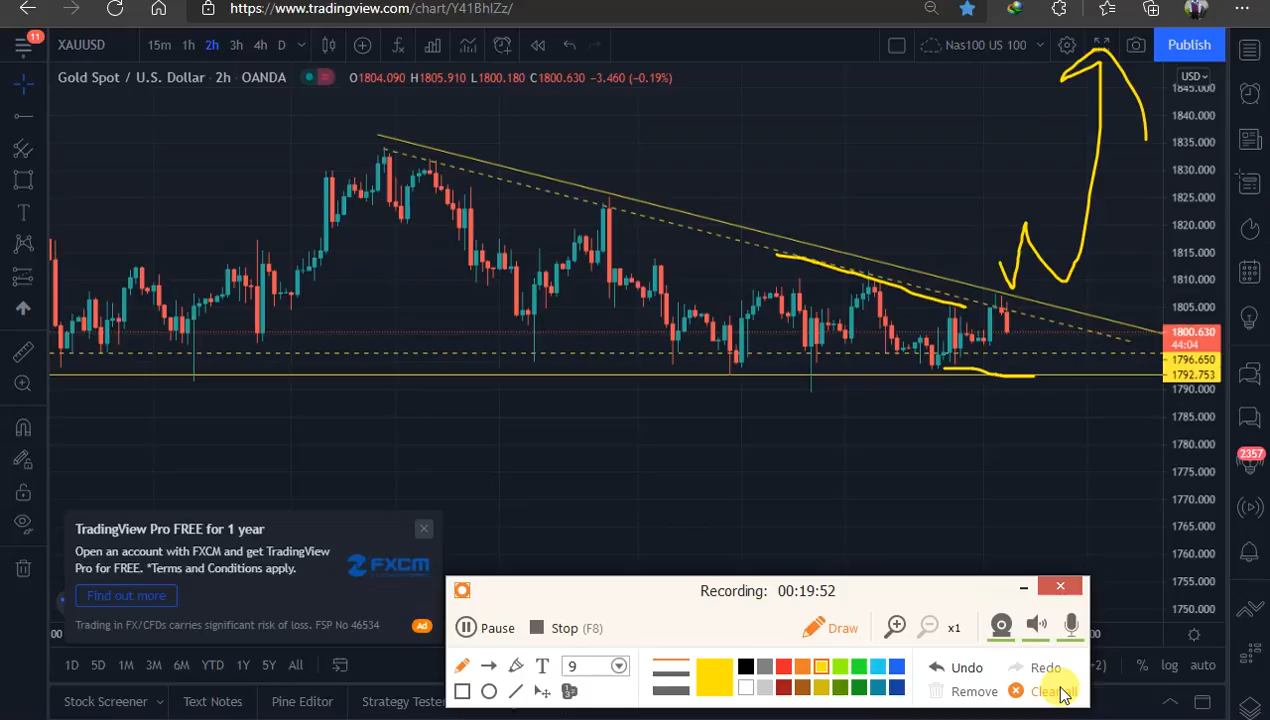 https://www.tradingview.com/chart/Y41BhlZz/
11
XAUUSD
15m 1h 2h 3h 4h D
Nas100 US 100
Publish
Gold Spot / U.S. Dollar · 2h · OANDA
O1804.090 H1805.910 L1800.180 C1800.630 −3.460 (−0.19%)
USD
1845.000
1840.000
1835.000
1830.000
1825.000
1820.000
1815.000
1810.000
1805.000
1800.630
44:04
1796.650
1792.753
1790.000
1785.000
1780.000
1775.000
1770.000
1765.000
1760.000
1755.000
1750.000
2357
TradingView Pro FREE for 1 year
Open an account with FXCM and get TradingView
Pro for FREE. *Terms and Conditions apply.
FXCM
Find out more
Trading in FX/CFDs carries significant risk of loss. FSP No 46534
Ad
Recording: 00:19:52
Pause
Stop (F8)
Draw
x1
T
9
Undo
Redo
Remove
1D 5D 1M 3M 6M YTD 1Y 5Y All
% log auto
Stock Screener
Text Notes
Pine Editor
Strategy Tester